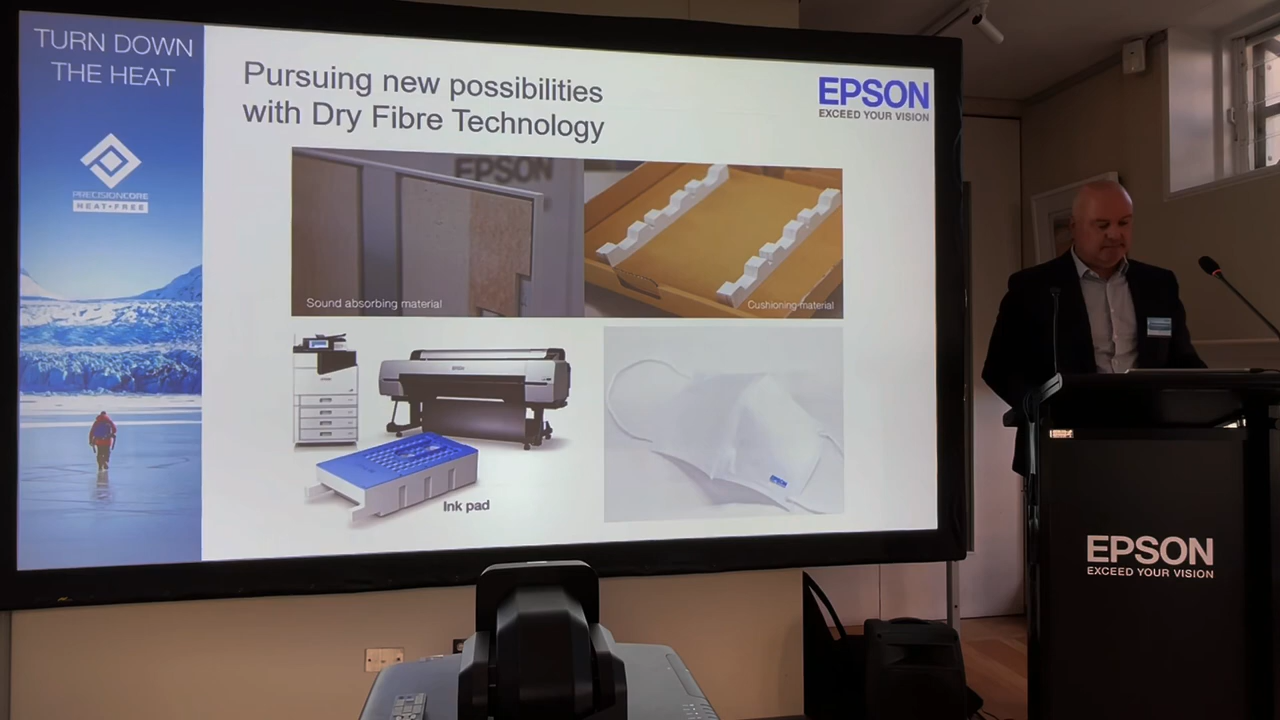 TURN DOWN
THE HEAT
PRECISIONCORE
HEAT•FREE
Pursuing new possibilities
with Dry Fibre Technology
EPSON
EXCEED YOUR VISION
EPSON
Sound absorbing material
Cushioning material
Ink pad
EPSON
EPSON
EXCEED YOUR VISION